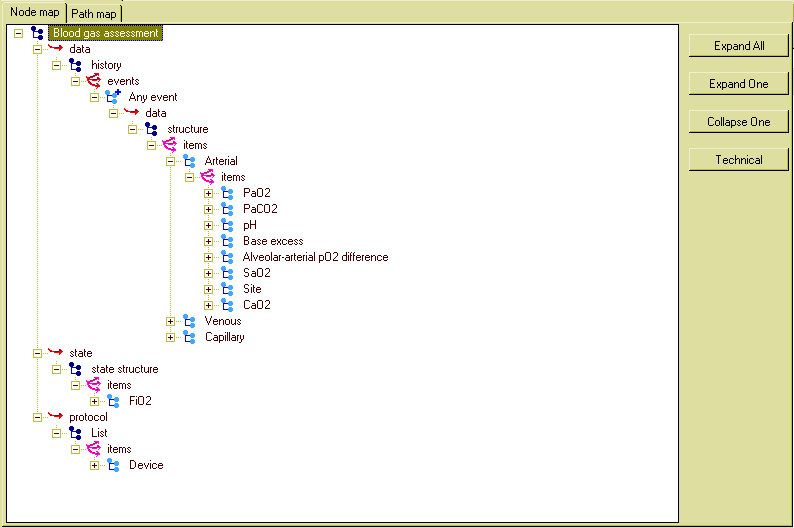 Node map
Path map
Blood gas assessment
data
history
events
Any event
data
structure
items
Arterial
items
PaO2
PaCO2
pH
Base excess
Alveolar-arterial pO2 difference
SaO2
Site
CaO2
Venous
Capillary
state
state structure
items
FiO2
protocol
List
items
Device
Expand All
Expand One
Collapse One
Technical